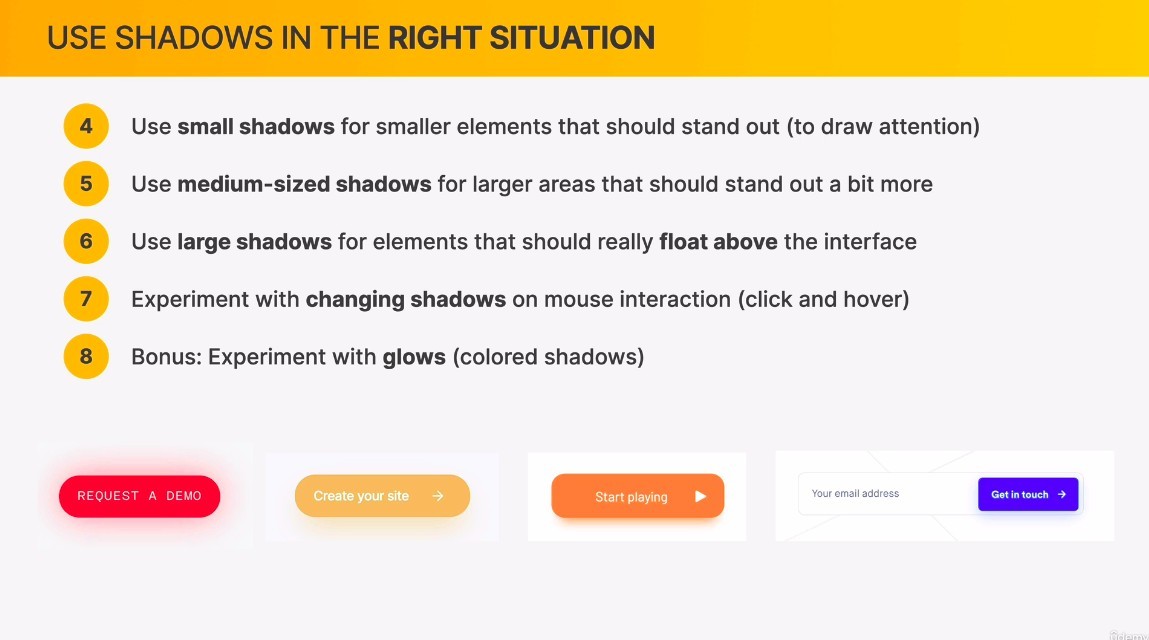 USE SHADOWS IN THE RIGHT SITUATION
4 Use small shadows for smaller elements that should stand out (to draw attention)
5 Use medium-sized shadows for larger areas that should stand out a bit more
6 Use large shadows for elements that should really float above the interface
7 Experiment with changing shadows on mouse interaction (click and hover)
8 Bonus: Experiment with glows (colored shadows)
REQUEST A DEMO
Create your site →
Start playing
Your email address
Get in touch →
Udemy